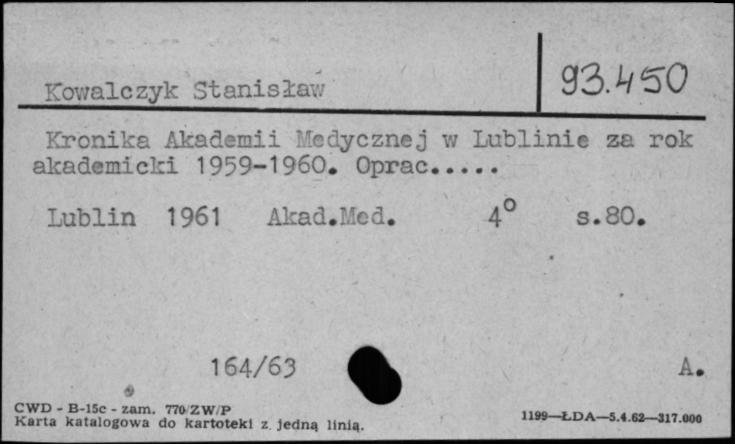 Kowalczyk Stanisław 93.450
Kronika Akademii Medycznej w Lublinie za rok
akademicki 1959-1960. Oprac.....
Lublin 1961 Akad.Med. 4° s.80.
164/63 A.
CWD - B-15c - zam. 770/ZW/P
Karta katalogowa do kartoteki z jedną linią.
1199—ŁDA—5.4.62—317.000